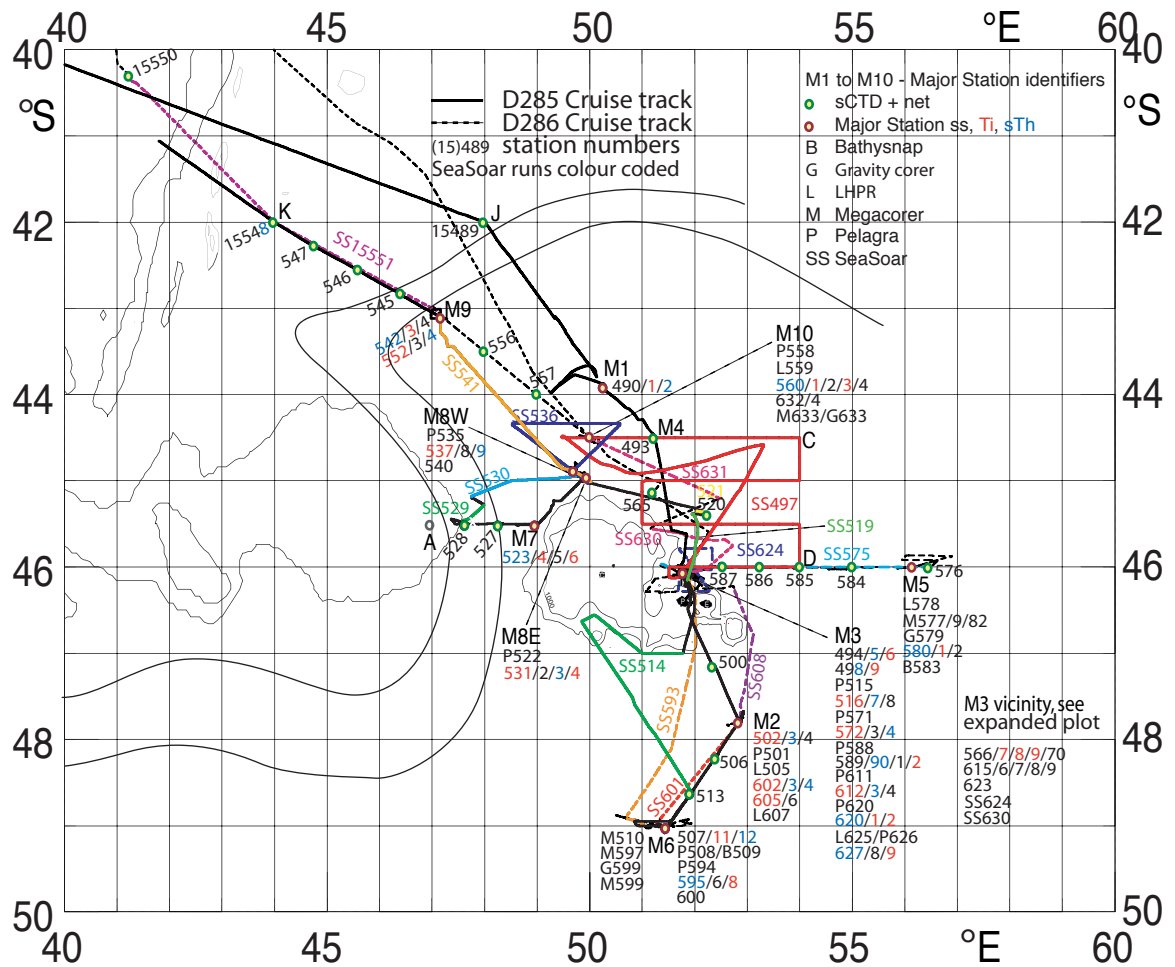 40
45
50
55
°E
60
40
40
15550
M1 to M10 - Major Station identifiers
°S
D285 Cruise track
sCTD + net
°S
D286 Cruise track
Major Station ss, Ti, sTh
(15)489 station numbers
B Bathysnap
SeaSoar runs colour coded
G Gravity corer
L LHPR
M Megacorer
P Pelagra
SS SeaSoar
42
K
J
42
15548
15489
547
SS15551
546
545
M9
542/3/4
552/3/4
556
SS541
M10
P558
L559
560/1/2/3/4
632/4
M633/G633
557
M1
490/1/2
44
44
M8W
P535
537/8/9
540
SS536
M4
493
C
SS631
SS530
521
520
565
SS497
SS529
A
528
527
M7
523/4/5/6
SS630
SS519
SS624
46
D
SS575
46
587
586
585
584
576
M5
L578
M577/9/82
G579
580/1/2
B583
1000
M8E
P522
531/2/3/4
M3
494/5/6
498/9
P515
516/7/8
P571
572/3/4
P588
589/90/1/2
P611
612/3/4
P620
620/1/2
L625/P626
627/8/9
SS514
500
SS608
SS593
M3 vicinity, see
expanded plot
566/7/8/9/70
615/6/7/8/9
623
SS624
SS630
M2
502/3/4
P501
L505
602/3/4
605/6
L607
48
48
506
SS601
513
M6
M510
M597
G599
M599
507/11/12
P508/B509
P594
595/6/8
600
50
50
40
45
50
55
°E
60